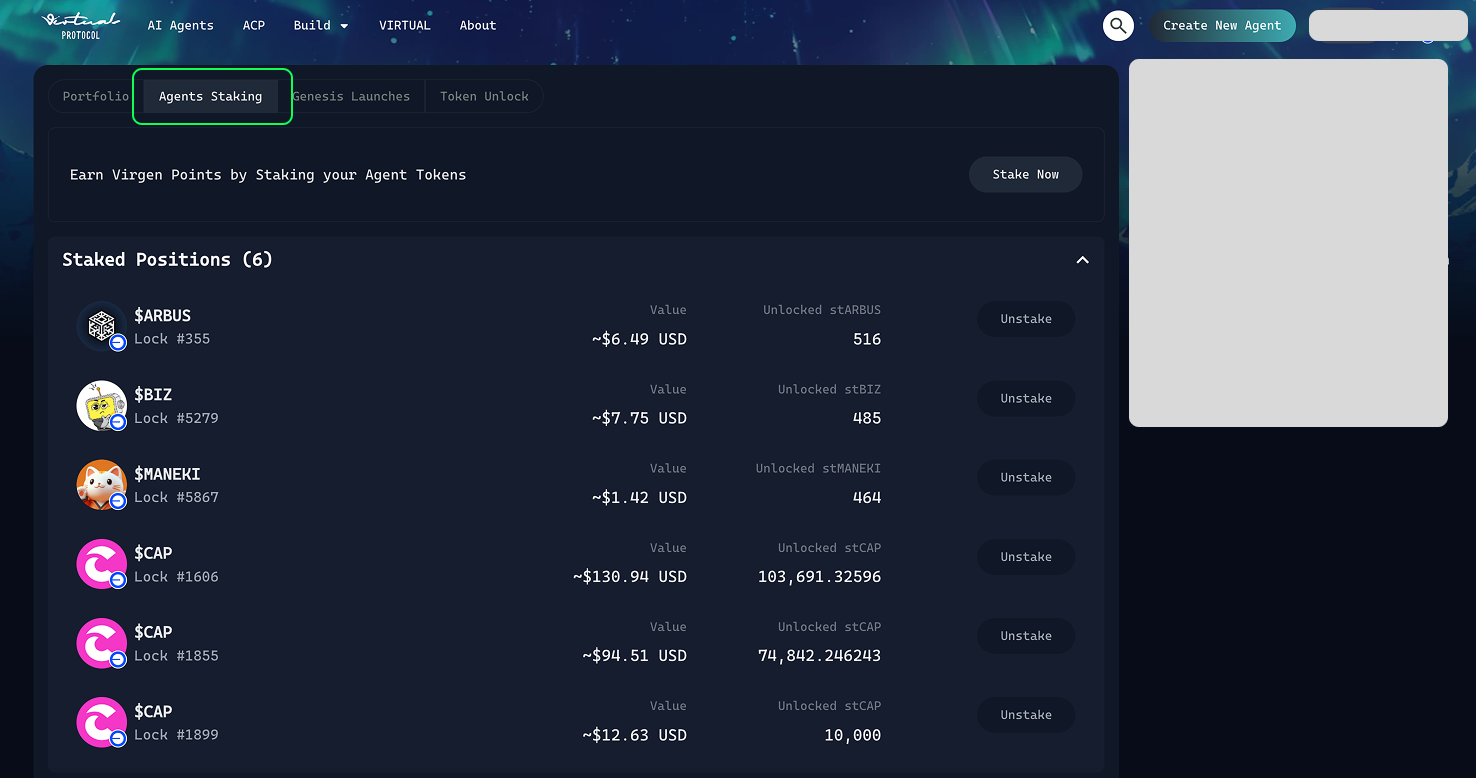 Virtual
PROTOCOL
AI Agents
ACP
Build
VIRTUAL
About
Create New Agent
Portfolio
Agents Staking
Genesis Launches
Token Unlock
Earn Virgen Points by Staking your Agent Tokens
Stake Now
Staked Positions (6)
$ARBUS
Lock #355
Value
~$6.49 USD
Unlocked stARBUS
516
Unstake
$BIZ
Lock #5279
Value
~$7.75 USD
Unlocked stBIZ
485
Unstake
$MANEKI
Lock #5867
Value
~$1.42 USD
Unlocked stMANEKI
464
Unstake
$CAP
Lock #1606
Value
~$130.94 USD
Unlocked stCAP
103,691.32596
Unstake
$CAP
Lock #1855
Value
~$94.51 USD
Unlocked stCAP
74,842.246243
Unstake
$CAP
Lock #1899
Value
~$12.63 USD
Unlocked stCAP
10,000
Unstake